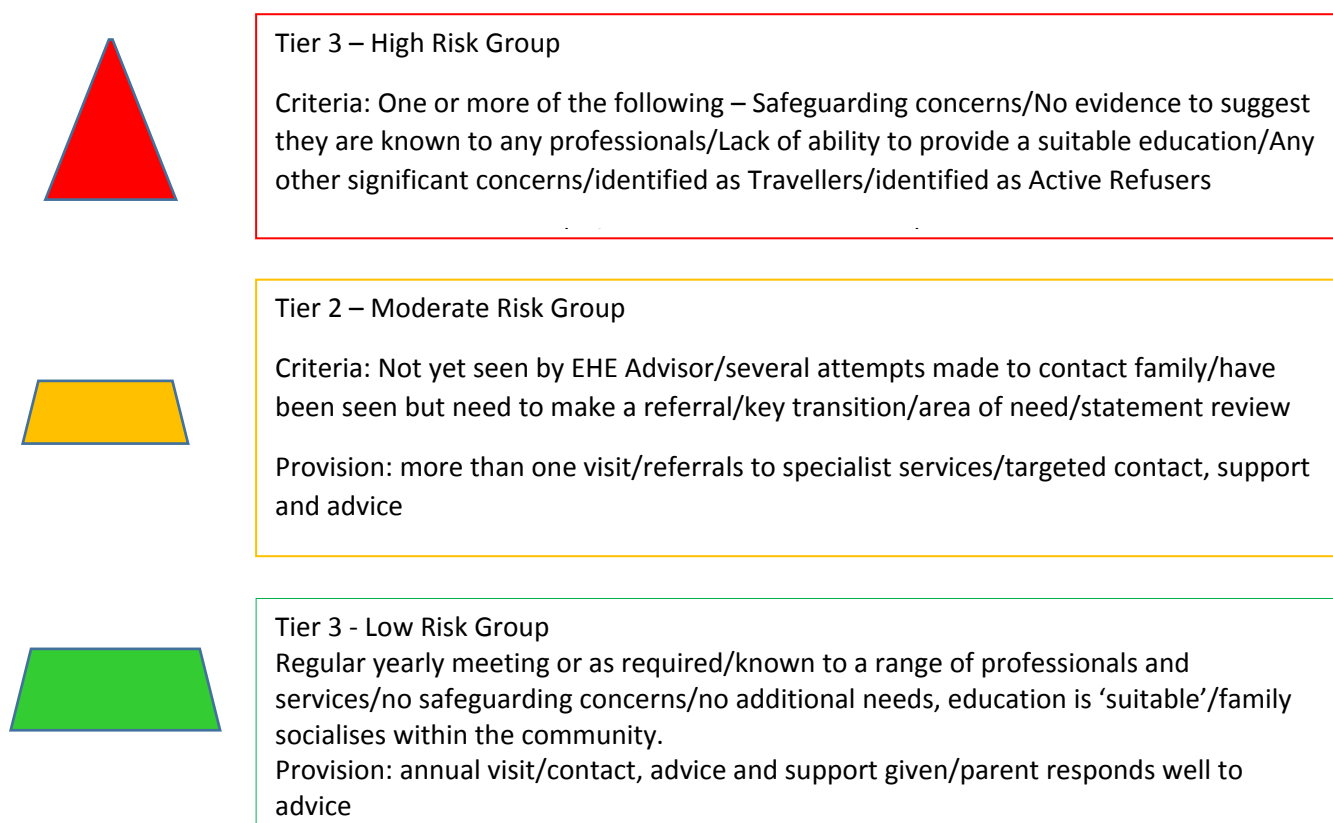 Tier 3 – High Risk Group
Criteria: One or more of the following – Safeguarding concerns/No evidence to suggest
they are known to any professionals/Lack of ability to provide a suitable education/Any
other significant concerns/identified as Travellers/identified as Active Refusers
Tier 2 – Moderate Risk Group
Criteria: Not yet seen by EHE Advisor/several attempts made to contact family/have
been seen but need to make a referral/key transition/area of need/statement review
Provision: more than one visit/referrals to specialist services/targeted contact, support
and advice
Tier 3 - Low Risk Group
Regular yearly meeting or as required/known to a range of professionals and
services/no safeguarding concerns/no additional needs, education is ‘suitable’/family
socialises within the community.
Provision: annual visit/contact, advice and support given/parent responds well to
advice